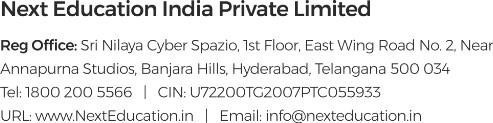 Next Education India Private Limited
Reg Office: Sri Nilaya Cyber Spazio, 1st Floor, East Wing Road No. 2, Near
Annapurna Studios, Banjara Hills, Hyderabad, Telangana 500 034
Tel: 1800 200 5566 | CIN: U72200TG2007PTC055933
URL: www.NextEducation.in | Email: info@nexteducation.in